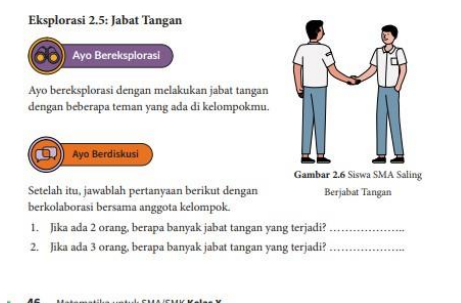 Eksplorasi 2.5: Jabat Tangan
Ayo Bereksplorasi
Ayo bereksplorasi dengan melakukan jabat tangan
dengan beberapa teman yang ada di kelompokmu.
Ayo Berdiskusi
Gambar 2.6 Siswa SMA Saling
Berjabat Tangan
Setelah itu, jawablah pertanyaan berikut dengan
berkolaborasi bersama anggota kelompok.
1. Jika ada 2 orang, berapa banyak jabat tangan yang terjadi? ...................
2. Jika ada 3 orang, berapa banyak jabat tangan yang terjadi? ...................
46 Matematika untuk SMA/SMK Kelas X